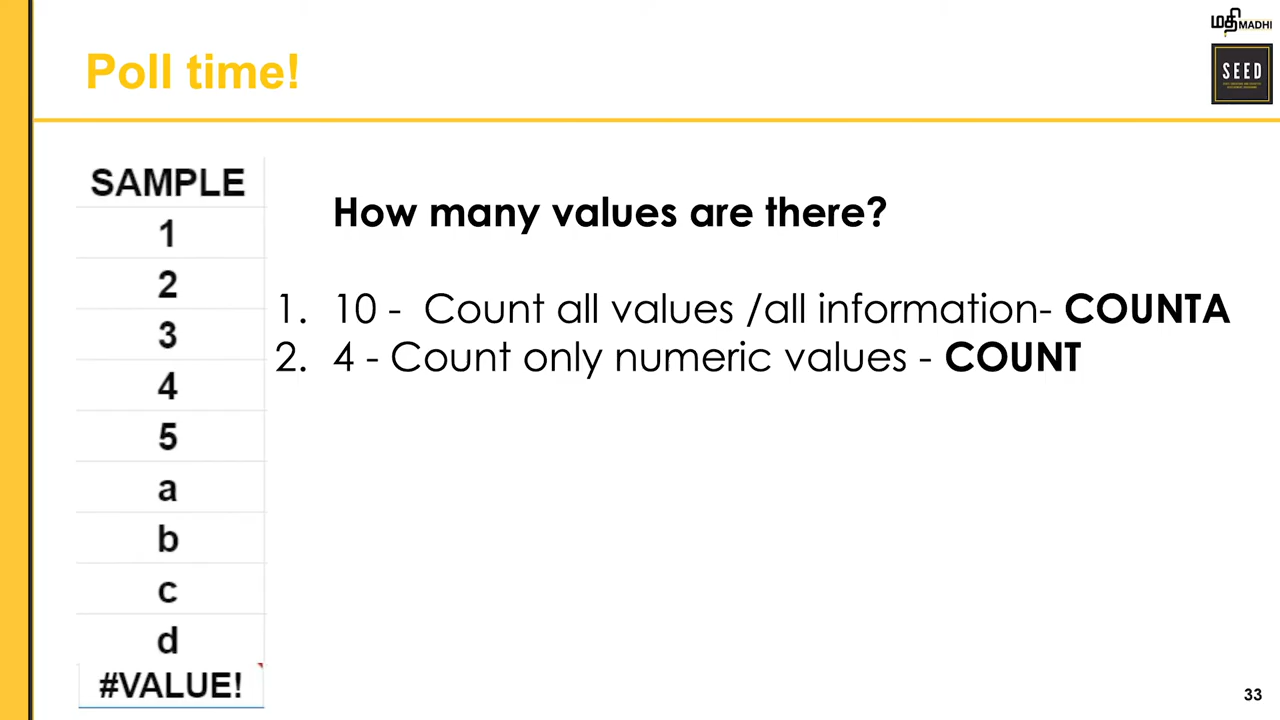 மதி MADHI
Poll time!
SEED
SAMPLE
1
2
3
4
5
a
b
c
d
#VALUE!
How many values are there?
1. 10 - Count all values /all information- COUNTA
2. 4 - Count only numeric values - COUNT
33